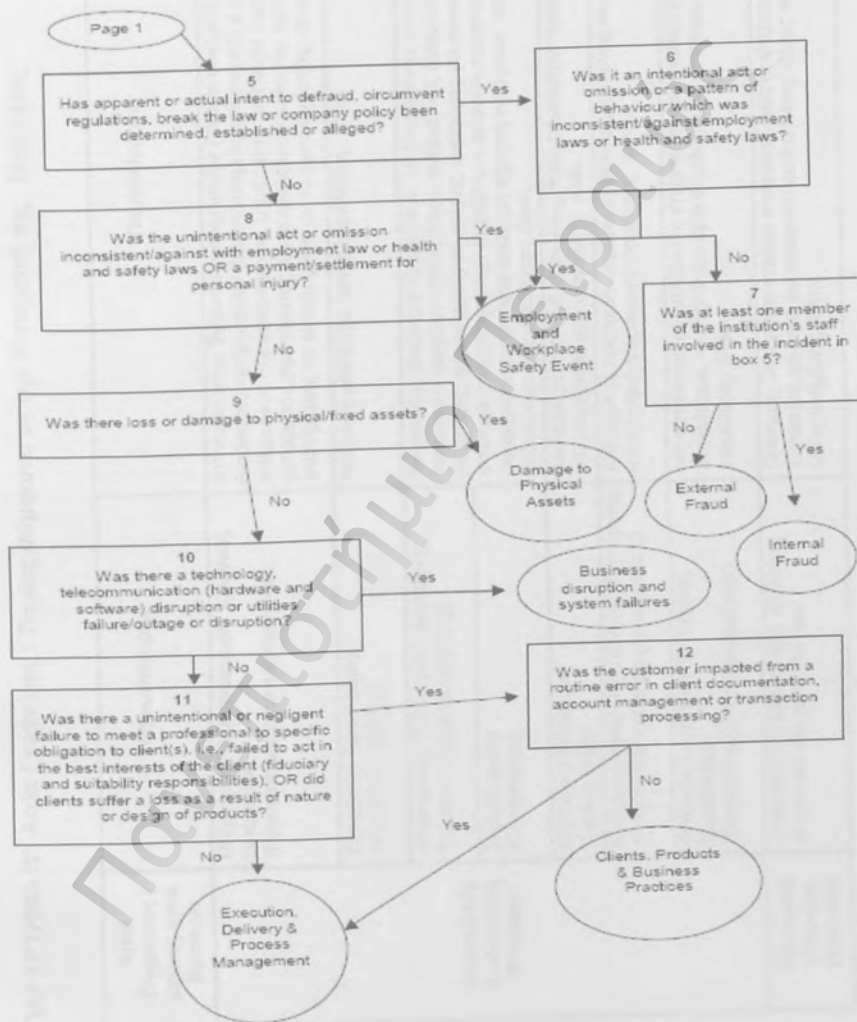 Page 1
5
Has apparent or actual intent to defraud, circumvent
regulations, break the law or company policy been
determined, established or alleged?
Yes
6
Was it an intentional act or
omission or a pattern of
behaviour which was
inconsistent/against employment
laws or health and safety laws?
No
8
Was the unintentional act or omission
inconsistent/against with employment law or health
and safety laws OR a payment/settlement for
personal injury?
Yes
Yes
No
Employment
and
Workplace
Safety Event
7
Was at least one member
of the institution's staff
involved in the incident in
box 5?
No
9
Was there loss or damage to physical/fixed assets?
Yes
No
Yes
Damage to
Physical
Assets
External
Fraud
Internal
Fraud
No
10
Was there a technology,
telecommunication (hardware and
software) disruption or utilities
failure/outage or disruption?
Yes
Business
disruption and
system failures
No
11
Was there a unintentional or negligent
failure to meet a professional to specific
obligation to client(s), i.e., failed to act in
the best interests of the client (fiduciary
and suitability responsibilities), OR did
clients suffer a loss as a result of nature
or design of products?
Yes
12
Was the customer impacted from a
routine error in client documentation,
account management or transaction
processing?
No
Yes
No
Execution,
Delivery &
Process
Management
Clients, Products
& Business
Practices
Πανεπιστήμιο Πειραιώς